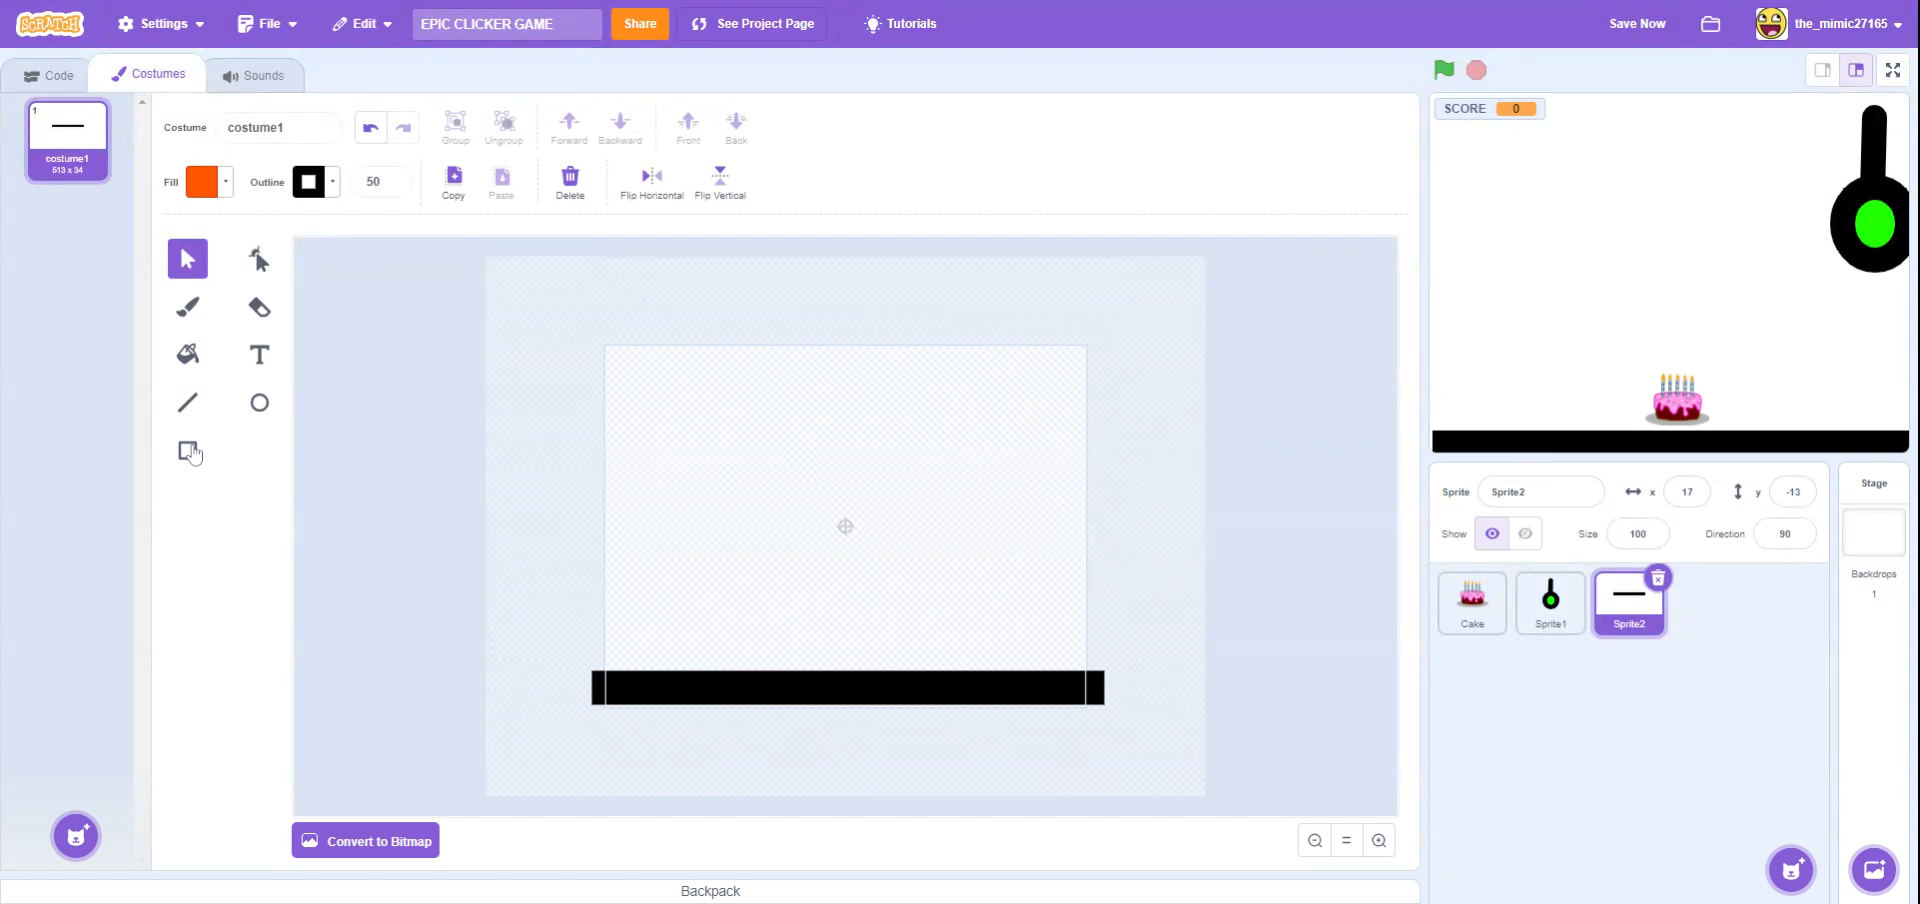 SCRATCH
Settings
File
Edit
EPIC CLICKER GAME
Share
See Project Page
Tutorials
Save Now
the_mimic27165
Code
Costumes
Sounds
1
costume1
513 x 34
Costume
costume1
Group
Ungroup
Forward
Backward
Front
Back
Fill
Outline
50
Copy
Paste
Delete
Flip Horizontal
Flip Vertical
T
Convert to Bitmap
Backpack
SCORE 0
Sprite
Sprite2
x
17
y
-13
Show
Size
100
Direction
90
Cake
Sprite1
Sprite2
Stage
Backdrops
1